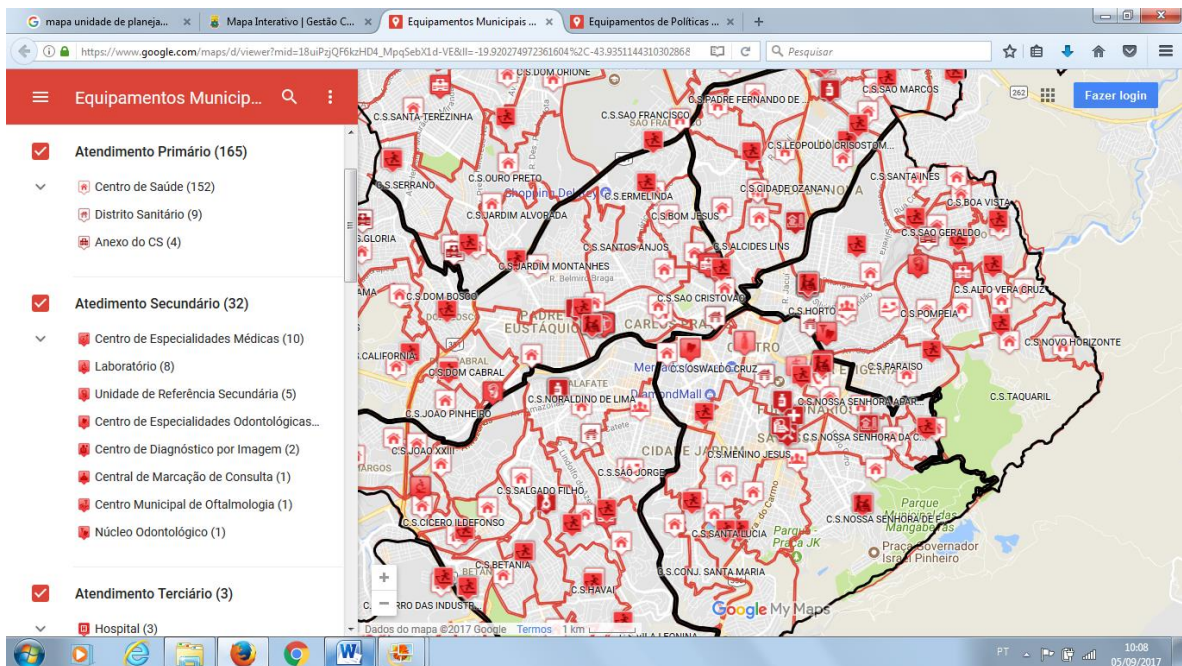 mapa unidade de planeja...
Mapa Interativo | Gestão C...
Equipamentos Municipais ...
Equipamentos de Políticas ...
https://www.google.com/maps/d/viewer?mid=18uiPzjQF6kzHD4_MpqSebX1d-VE&ll=-19.920274972361604%2C-43.9351144310302868
Pesquisar
Equipamentos Municip...
Fazer login
Atendimento Primário (165)
Centro de Saúde (152)
Distrito Sanitário (9)
Anexo do CS (4)
Atedimento Secundário (32)
Centro de Especialidades Médicas (10)
Laboratório (8)
Unidade de Referência Secundária (5)
Centro de Especialidades Odontológicas...
Centro de Diagnóstico por Imagem (2)
Central de Marcação de Consulta (1)
Centro Municipal de Oftalmologia (1)
Núcleo Odontológico (1)
Atendimento Terciário (3)
Hospital (3)
262
C.S.DOM ORIONE
C.S.PADRE FERNANDO DE ...
C.S.SAO MARCOS
C.S.SANTA TEREZINHA
C.S.SAO FRANCISCO
C.S.LEOPOLDO CRISOSTOM...
C.S.SERRANO
C.S.OURO PRETO
C.S.ERMELINDA
C.S.CIDADE OZANAN
C.S.SANTA INES
C.S.BOA VISTA
C.S.JARDIM ALVORADA
C.S.BOM JESUS
C.S.SAO GERALDO
C.S.SANTOS ANJOS
C.S.ALCIDES LINS
C.S.JARDIM MONTANHES
R. Belmiro Braga
C.S.ALTO VERA CRUZ
C.S.DOM BOSCO
C.S.SAO CRISTOVAO
C.S.HORTO
C.S.POMPEIA
PADRE
EUSTÁQUIO
CARLOS PRATES
CENTRO
C.S.NOVO HORIZONTE
C.S.CALIFORNIA
C.S.DOM CABRAL
C.S.OSWALDO CRUZ
C.S.PARAISO
C.S.TAQUARIL
C.S.NORALDINO DE LIMA
DiamondMall
C.S.NOSSA SENHORA APAR...
C.S.JOAO PINHEIRO
C.S.JOAO XXIII
CIDADE JARDIM
C.S.MENINO JESUS
C.S.NOSSA SENHORA DA C...
C.S.SÃO JORGE
C.S.SALGADO FILHO
C.S.CICERO ILDEFONSO
C.S.SANTA LUCIA
C.S.NOSSA SENHORA DE F...
Parque
Municipal das
Mangabeiras
Praça Governador
Israel Pinheiro
Praça JK
C.S.BETANIA
C.S.CONJ. SANTA MARIA
C.S.HAVAI
356
Google My Maps
Dados do mapa ©2017 Google
Termos
1 km
PT
10:08
05/09/2017